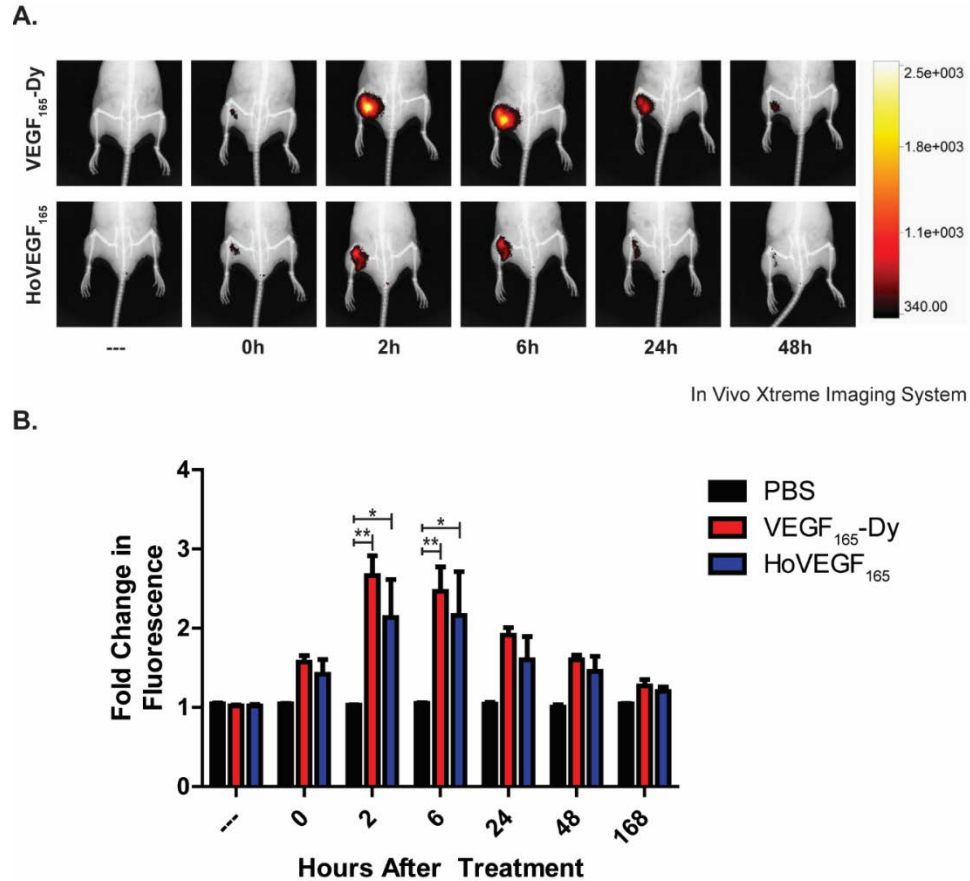 A.
VEGF₁₆₅-Dy
HoVEGF₁₆₅
2.5e+003
1.8e+003
1.1e+003
340.00
--- 0h 2h 6h 24h 48h
In Vivo Xtreme Imaging System
B.
Fold Change in
Fluorescence
4
3
2
1
0
* *
** **
PBS
VEGF₁₆₅-Dy
HoVEGF₁₆₅
--- 0 2 6 24 48 168
Hours After Treatment